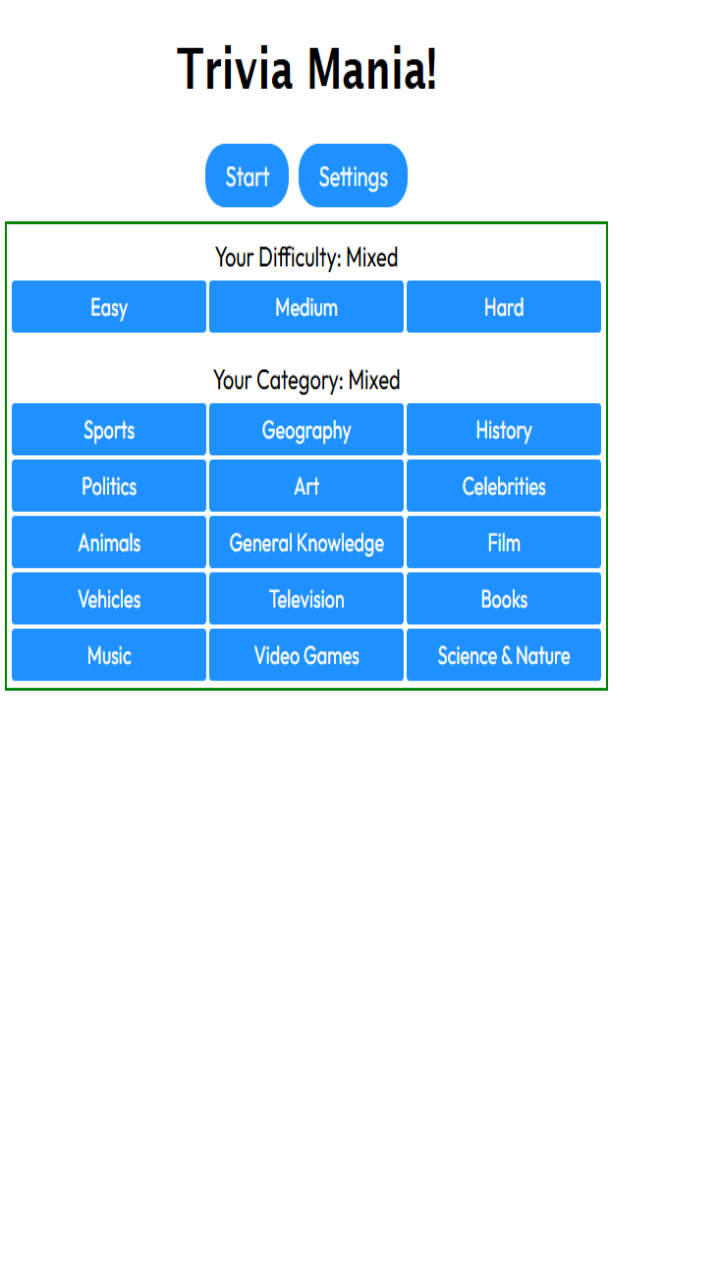 Trivia Mania!
Start Settings
Your Difficulty: Mixed
Easy Medium Hard
Your Category: Mixed
Sports Geography History
Politics Art Celebrities
Animals General Knowledge Film
Vehicles Television Books
Music Video Games Science & Nature